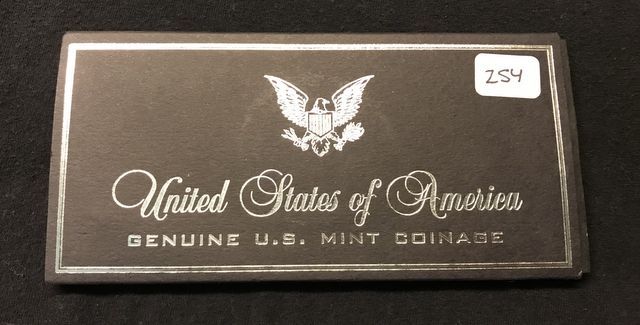 254
United States of America
GENUINE U.S. MINT COINAGE